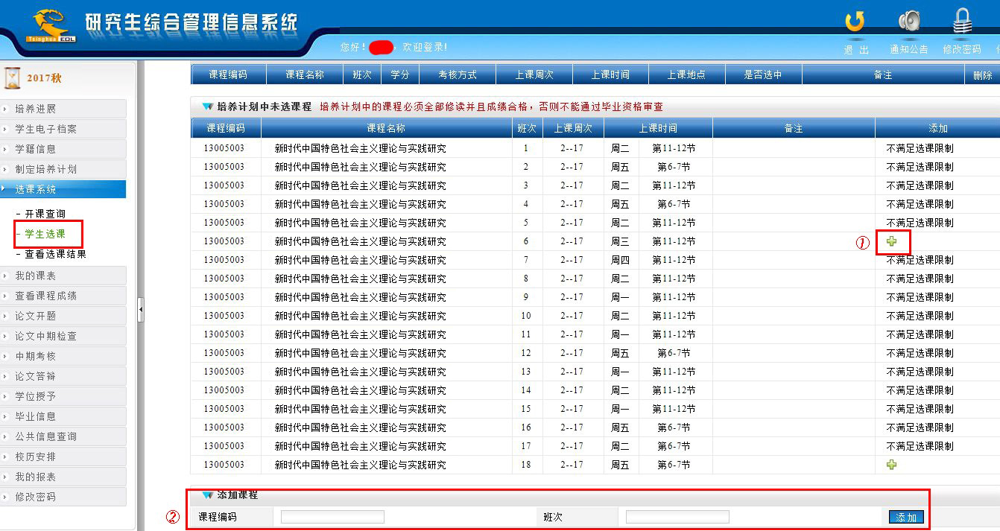 研究生综合管理信息系统
Tsinghua EDL
您好! 欢迎登录!
退 出 通知公告 修改密码
2017秋
培养进展
学生电子档案
学籍信息
制定培养计划
选课系统
- 开课查询
- 学生选课
- 查看选课结果
我的课表
查看课程成绩
论文开题
论文中期检查
中期考核
论文答辩
学位授予
毕业信息
公共信息查询
校历安排
我的报表
修改密码
课程编码 课程名称 班次 学分 考核方式 上课周次 上课时间 上课地点 是否选中 备注 删除
培养计划中未选课程 培养计划中的课程必须全部修读并且成绩合格，否则不能通过毕业资格审查
课程编码 课程名称 班次 上课周次 上课时间 备注 添加
13005003 新时代中国特色社会主义理论与实践研究 1 2--17 周二 第11-12节 不满足选课限制
13005003 新时代中国特色社会主义理论与实践研究 2 2--17 周五 第6-7节 不满足选课限制
13005003 新时代中国特色社会主义理论与实践研究 3 2--17 周二 第11-12节 不满足选课限制
13005003 新时代中国特色社会主义理论与实践研究 4 2--17 周五 第6-7节 不满足选课限制
13005003 新时代中国特色社会主义理论与实践研究 5 2--17 周二 第11-12节 不满足选课限制
13005003 新时代中国特色社会主义理论与实践研究 6 2--17 周三 第11-12节 ①
13005003 新时代中国特色社会主义理论与实践研究 7 2--17 周四 第11-12节 不满足选课限制
13005003 新时代中国特色社会主义理论与实践研究 8 2--17 周二 第11-12节 不满足选课限制
13005003 新时代中国特色社会主义理论与实践研究 9 2--17 周一 第11-12节 不满足选课限制
13005003 新时代中国特色社会主义理论与实践研究 10 2--17 周二 第11-12节 不满足选课限制
13005003 新时代中国特色社会主义理论与实践研究 11 2--17 周一 第11-12节 不满足选课限制
13005003 新时代中国特色社会主义理论与实践研究 12 2--17 周五 第6-7节 不满足选课限制
13005003 新时代中国特色社会主义理论与实践研究 13 2--17 周一 第11-12节 不满足选课限制
13005003 新时代中国特色社会主义理论与实践研究 14 2--17 周二 第11-12节 不满足选课限制
13005003 新时代中国特色社会主义理论与实践研究 15 2--17 周一 第11-12节 不满足选课限制
13005003 新时代中国特色社会主义理论与实践研究 16 2--17 周五 第6-7节 不满足选课限制
13005003 新时代中国特色社会主义理论与实践研究 17 2--17 周二 第6-7节 不满足选课限制
13005003 新时代中国特色社会主义理论与实践研究 18 2--17 周五 第6-7节
添加课程
② 课程编码 班次 添加